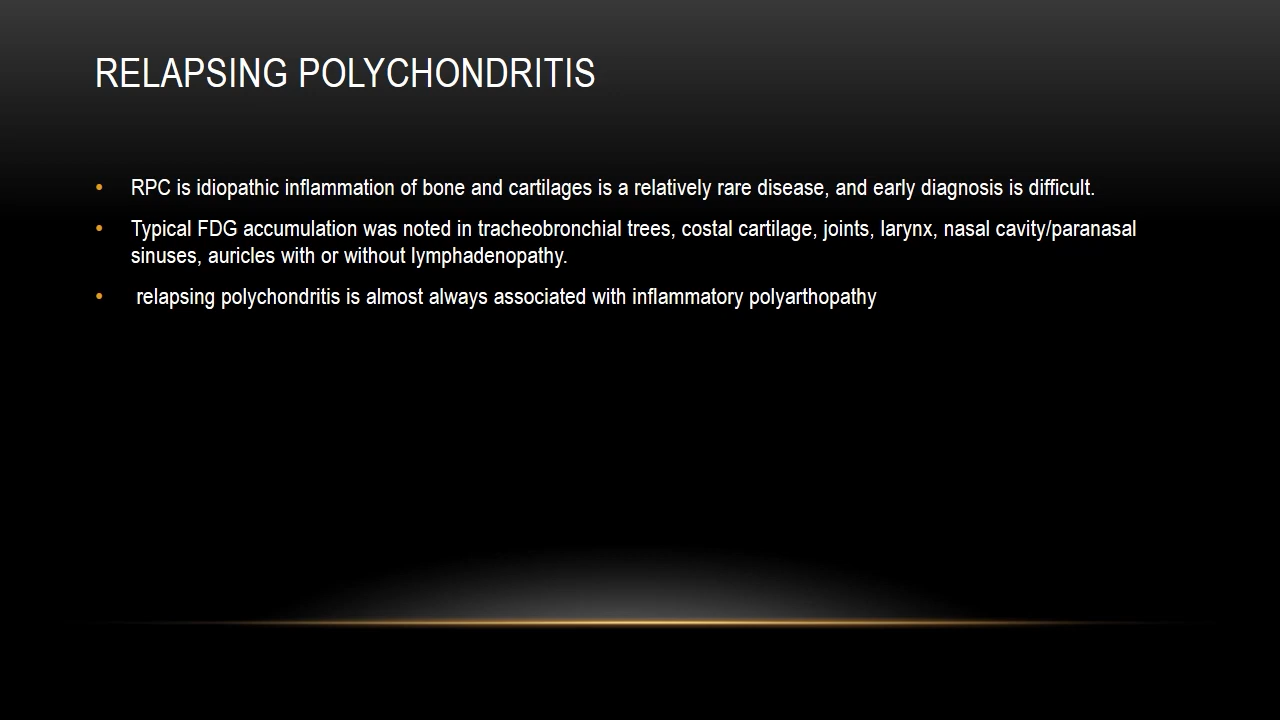 RELAPSING POLYCHONDRITIS
• RPC is idiopathic inflammation of bone and cartilages is a relatively rare disease, and early diagnosis is difficult.
• Typical FDG accumulation was noted in tracheobronchial trees, costal cartilage, joints, larynx, nasal cavity/paranasal
sinuses, auricles with or without lymphadenopathy.
• relapsing polychondritis is almost always associated with inflammatory polyarthopathy